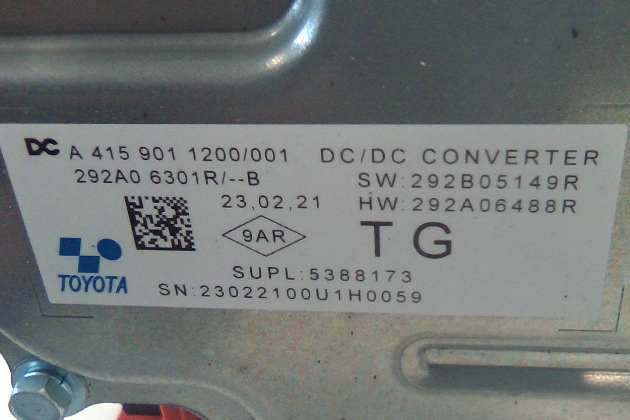 DC A 415 901 1200/001 DC/DC CONVERTER
292A0 6301R/--B SW:292B05149R
23,02,21 HW:292A06488R
9AR TG
TOYOTA SUPL:5388173
SN:23022100U1H0059